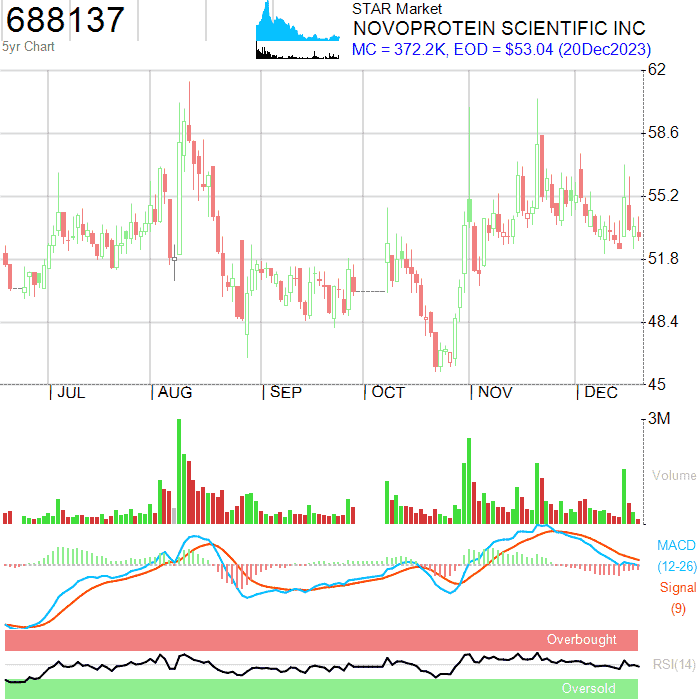 688137
5yr Chart
STAR Market
NOVOPROTEIN SCIENTIFIC INC
MC = 372.2K, EOD = $53.04 (20Dec2023)
62
58.6
55.2
51.8
48.4
45
JUL
AUG
SEP
OCT
NOV
DEC
3M
Volume
MACD
(12-26)
Signal
(9)
Overbought
RSI(14)
Oversold